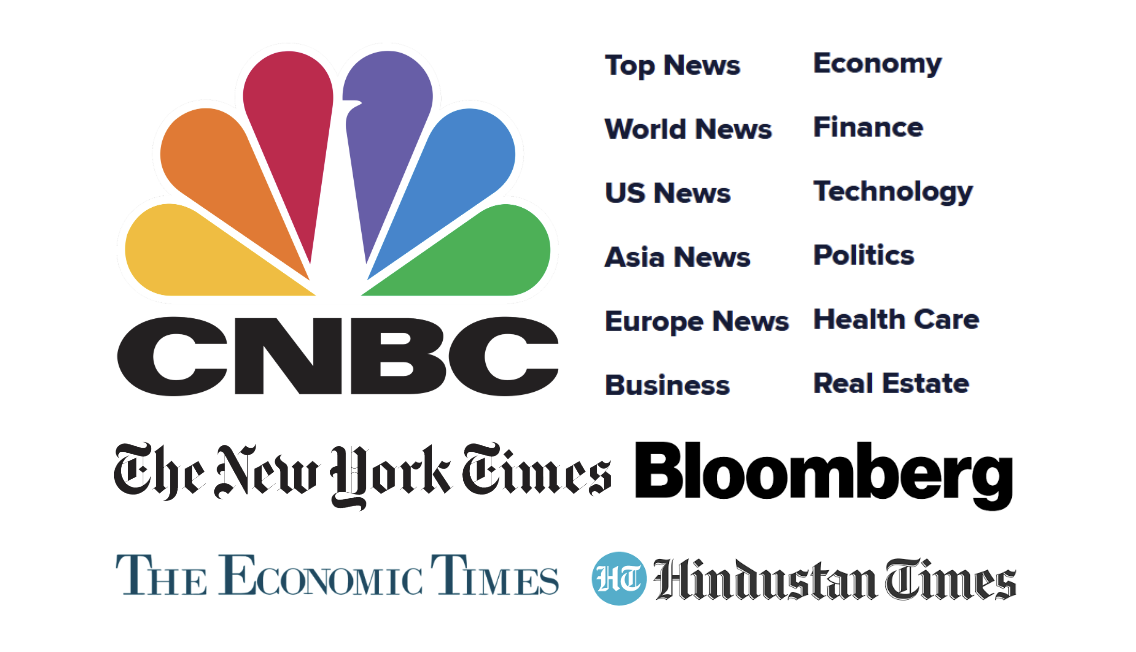 CNBC
Top News
World News
US News
Asia News
Europe News
Business
Economy
Finance
Technology
Politics
Health Care
Real Estate
The New York Times
Bloomberg
THE ECONOMIC TIMES
HT Hindustan Times